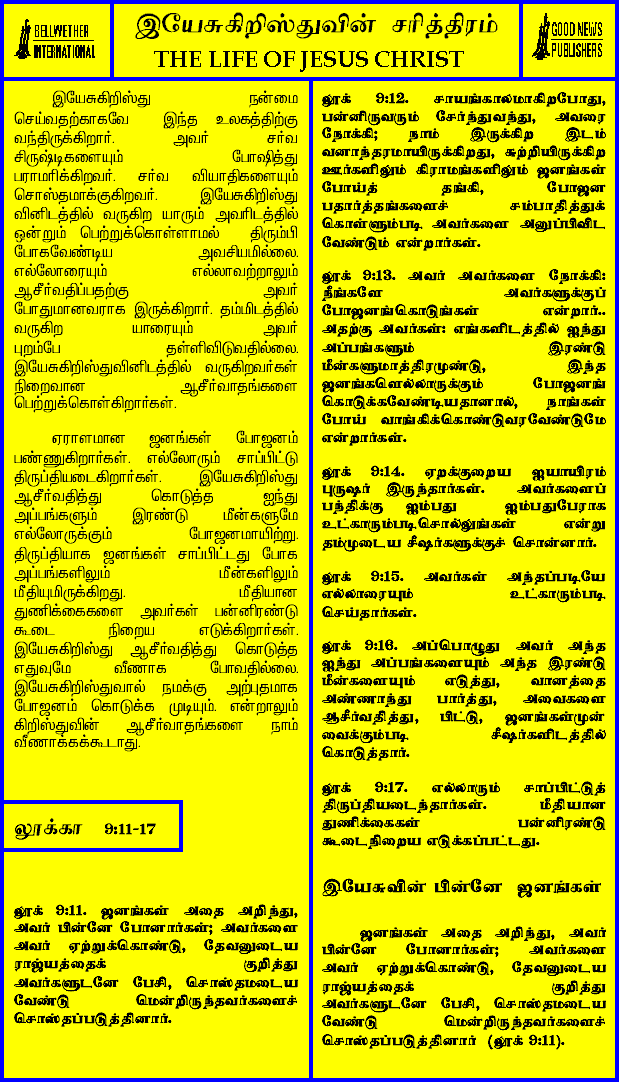 BELLWETHER
INTERNATIONAL
இயேசுகிறிஸ்துவின் சரித்திரம்
THE LIFE OF JESUS CHRIST
GOOD NEWS
PUBLISHERS
இயேசுகிறிஸ்து நன்மை
செய்வதற்காகவே இந்த உலகத்திற்கு
வந்திருக்கிறார். அவர் சர்வ
சிருஷ்டிகளையும் போஷித்து
பராமரிக்கிறவர். சர்வ வியாதிகளையும்
சொஸ்தமாக்குகிறவர். இயேசுகிறிஸ்து
வினிடத்தில் வருகிற யாரும் அவரிடத்தில்
ஒன்றும் பெற்றுக்கொள்ளாமல் திரும்பி
போகவேண்டிய அவசியமில்லை.
எல்லோரையும் எல்லாவற்றாலும்
ஆசீர்வதிப்பதற்கு அவர்
போதுமானவராக இருக்கிறார். தம்மிடத்தில்
வருகிற யாரையும் அவர்
புறம்பே தள்ளிவிடுவதில்லை.
இயேசுகிறிஸ்துவினிடத்தில் வருகிறவர்கள்
நிறைவான ஆசீர்வாதங்களை
பெற்றுக்கொள்கிறார்கள்.
ஏராளமான ஜனங்கள் போஜனம்
பண்ணுகிறார்கள். எல்லோரும் சாப்பிட்டு
திருப்தியடைகிறார்கள். இயேசுகிறிஸ்து
ஆசீர்வதித்து கொடுத்த ஐந்து
அப்பங்களும் இரண்டு மீன்களுமே
எல்லோருக்கும் போஜனமாயிற்று.
திருப்தியாக ஜனங்கள் சாப்பிட்டது போக
அப்பங்களிலும் மீன்களிலும்
மீதியுமிருக்கிறது. மீதியான
துணிக்கைகளை அவர்கள் பன்னிரண்டு
கூடை நிறைய எடுக்கிறார்கள்.
இயேசுகிறிஸ்து ஆசீர்வதித்து கொடுத்த
எதுவுமே வீணாக போவதில்லை.
இயேசுகிறிஸ்துவால் நமக்கு அற்புதமாக
போஜனம் கொடுக்க முடியும். என்றாலும்
கிறிஸ்துவின் ஆசீர்வாதங்களை நாம்
வீணாக்கக்கூடாது.
லூக்கா 9:11-17
லூக் 9:11. ஜனங்கள் அதை அறிந்து,
அவர் பின்னே போனார்கள்; அவர்களை
அவர் ஏற்றுக்கொண்டு, தேவனுடைய
ராஜ்யத்தைக் குறித்து
அவர்களுடனே பேசி, சொஸ்தமடைய
வேண்டு மென்றிருந்தவர்களைச்
சொஸ்தப்படுத்தினார்.
லூக் 9:12. சாயங்காலமாகிறபோது,
பன்னிருவரும் சேர்ந்துவந்து, அவரை
நோக்கி; நாம் இருக்கிற இடம்
வனாந்தரமாயிருக்கிறது, சுற்றியிருக்கிற
ஊர்களிலும் கிராமங்களிலும் ஜனங்கள்
போய்த் தங்கி, போஜன
பதார்த்தங்களைச் சம்பாதித்துக்
கொள்ளும்படி அவர்களை அனுப்பிவிட
வேண்டும் என்றார்கள்.
லூக் 9:13. அவர் அவர்களை நோக்கி:
நீங்களே அவர்களுக்குப்
போஜனங்கொடுங்கள் என்றார்..
அதற்கு அவர்கள்: எங்களிடத்தில் ஐந்து
அப்பங்களும் இரண்டு
மீன்களுமாத்திரமுண்டு, இந்த
ஜனங்களெல்லாருக்கும் போஜனங்
கொடுக்கவேண்டியதானால், நாங்கள்
போய் வாங்கிக்கொண்டுவரவேண்டுமே
என்றார்கள்.
லூக் 9:14. ஏறக்குறைய ஐயாயிரம்
புருஷர் இருந்தார்கள். அவர்களைப்
பந்திக்கு ஐம்பது ஐம்பதுபேராக
உட்காரும்படிசொல்லுங்கள் என்று
தம்முடைய சீஷர்களுக்குச் சொன்னார்.
லூக் 9:15. அவர்கள் அந்தப்படியே
எல்லாரையும் உட்காரும்படி
செய்தார்கள்.
லூக் 9:16. அப்பொழுது அவர் அந்த
ஐந்து அப்பங்களையும் அந்த இரண்டு
மீன்களையும் எடுத்து, வானத்தை
அண்ணாந்து பார்த்து, அவைகளை
ஆசீர்வதித்து, பிட்டு, ஜனங்கள்முன்
வைக்கும்படி சீஷர்களிடத்தில்
கொடுத்தார்.
லூக் 9:17. எல்லாரும் சாப்பிட்டுத்
திருப்தியடைந்தார்கள். மீதியான
துணிக்கைகள் பன்னிரண்டு
கூடைநிறைய எடுக்கப்பட்டது.
இயேசுவின் பின்னே ஜனங்கள்
ஜனங்கள் அதை அறிந்து, அவர்
பின்னே போனார்கள்; அவர்களை
அவர் ஏற்றுக்கொண்டு, தேவனுடைய
ராஜ்யத்தைக் குறித்து
அவர்களுடனே பேசி, சொஸ்தமடைய
வேண்டு மென்றிருந்தவர்களைச்
சொஸ்தப்படுத்தினார் (லூக் 9:11).